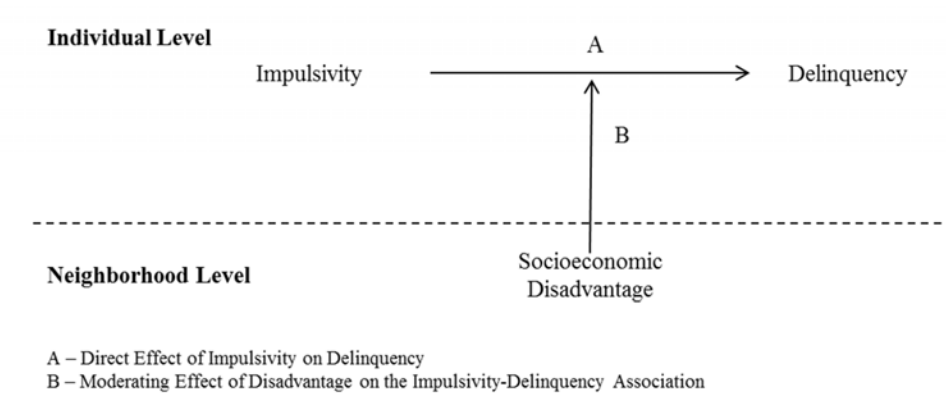 Individual Level
A
Impulsivity
Delinquency
B
Neighborhood Level
Socioeconomic
Disadvantage
A – Direct Effect of Impulsivity on Delinquency
B – Moderating Effect of Disadvantage on the Impulsivity-Delinquency Association